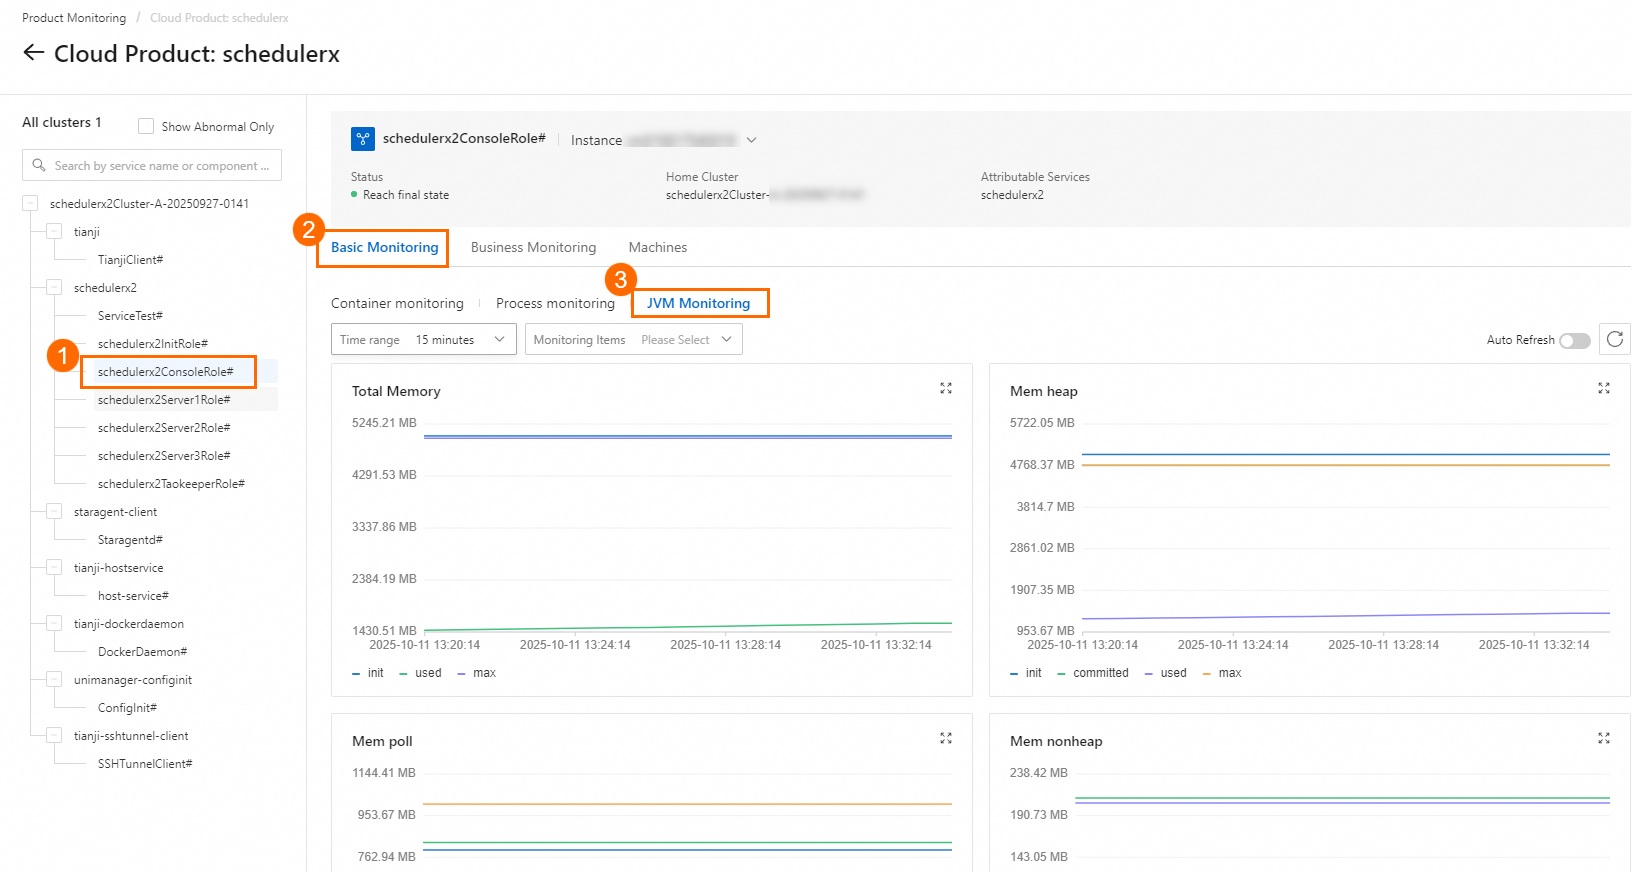 Product Monitoring / Cloud Product: schedulerx
Cloud Product: schedulerx
All clusters 1
Show Abnormal Only
Search by service name or component ...
schedulerx2Cluster-A-20250927-0141
tianji
TianjiClient#
schedulerx2
ServiceTest#
schedulerx2InitRole#
1
schedulerx2ConsoleRole#
schedulerx2Server1Role#
schedulerx2Server2Role#
schedulerx2Server3Role#
schedulerx2TaokeeperRole#
staragent-client
Staragentd#
tianji-hostservice
host-service#
tianji-dockerdaemon
DockerDaemon#
unimanager-configinit
ConfigInit#
tianji-sshtunnel-client
SSHTunnelClient#
schedulerx2ConsoleRole#
Instance
Status
Reach final state
Home Cluster
schedulerx2Cluster-
Attributable Services
schedulerx2
2
Basic Monitoring
Business Monitoring
Machines
3
Container monitoring
Process monitoring
JVM Monitoring
Time range 15 minutes
Monitoring Items Please Select
Auto Refresh
Total Memory
5245.21 MB
4291.53 MB
3337.86 MB
2384.19 MB
1430.51 MB
2025-10-11 13:20:14 2025-10-11 13:24:14 2025-10-11 13:28:14 2025-10-11 13:32:14
init used max
Mem heap
5722.05 MB
4768.37 MB
3814.7 MB
2861.02 MB
1907.35 MB
953.67 MB
2025-10-11 13:20:14 2025-10-11 13:24:14 2025-10-11 13:28:14 2025-10-11 13:32:14
init committed used max
Mem poll
1144.41 MB
953.67 MB
762.94 MB
Mem nonheap
238.42 MB
190.73 MB
143.05 MB